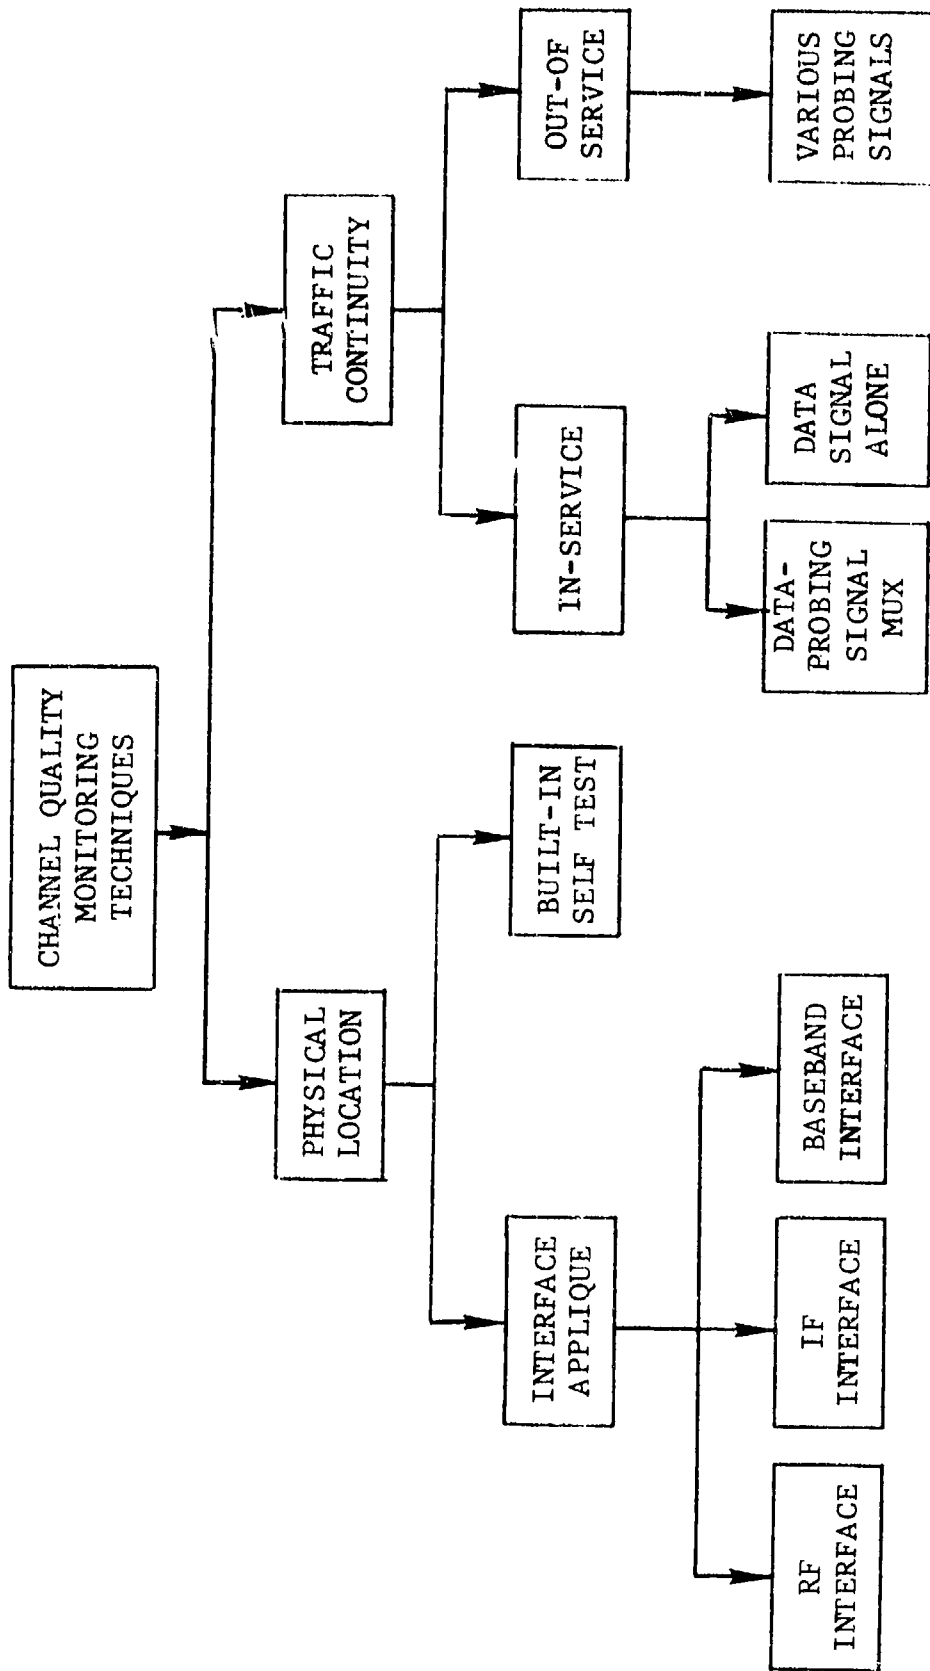 CHANNEL QUALITY
MONITORING
TECHNIQUES
PHYSICAL
LOCATION
TRAFFIC
CONTINUITY
INTERFACE
APPLIQUE
BUILT-IN
SELF TEST
IN-SERVICE
OUT-OF
SERVICE
RF
INTERFACE
IF
INTERFACE
BASEBAND
INTERFACE
DATA-
PROBING
SIGNAL
MUX
DATA
SIGNAL
ALONE
VARIOUS
PROBING
SIGNALS